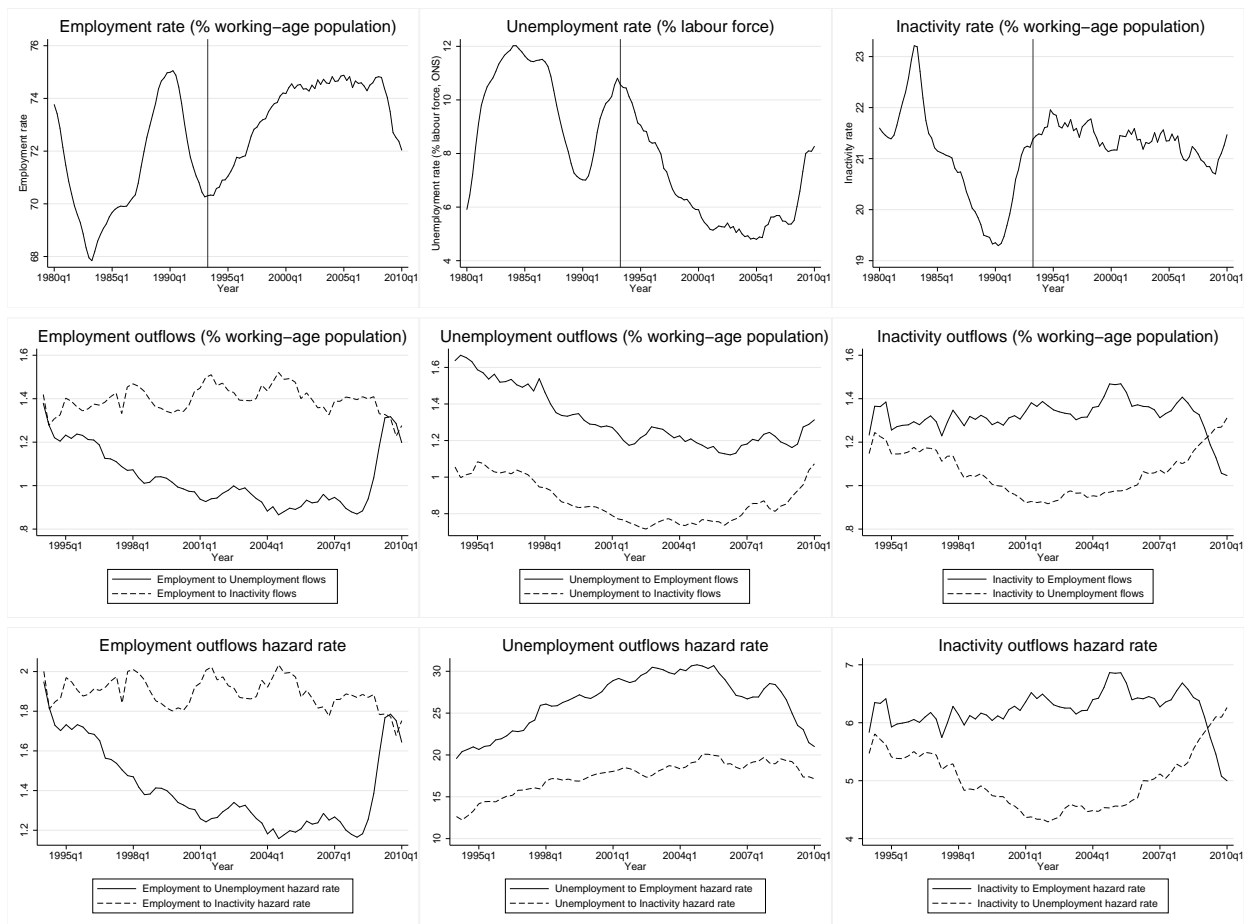 Employment rate (% working−age population)
Employment rate
68 70 72 74 76
1980q1 1985q1 1990q1 1995q1 2000q1 2005q1 2010q1
Year
Unemployment rate (% labour force)
Unemployment rate (% labour force, ONS)
4 6 8 10 12
1980q1 1985q1 1990q1 1995q1 2000q1 2005q1 2010q1
Year
Inactivity rate (% working−age population)
Inactivity rate
19 20 21 22 23
1980q1 1985q1 1990q1 1995q1 2000q1 2005q1 2010q1
Year
Employment outflows (% working−age population)
.8 1 1.2 1.4 1.6
1995q1 1998q1 2001q1 2004q1 2007q1 2010q1
Year
Employment to Unemployment flows
Employment to Inactivity flows
Unemployment outflows (% working−age population)
.8 1 1.2 1.4 1.6
1995q1 1998q1 2001q1 2004q1 2007q1 2010q1
Year
Unemployment to Employment flows
Unemployment to Inactivity flows
Inactivity outflows (% working−age population)
.8 1 1.2 1.4 1.6
1995q1 1998q1 2001q1 2004q1 2007q1 2010q1
Year
Inactivity to Employment flows
Inactivity to Unemployment flows
Employment outflows hazard rate
1.2 1.4 1.6 1.8 2
1995q1 1998q1 2001q1 2004q1 2007q1 2010q1
Year
Employment to Unemployment hazard rate
Employment to Inactivity hazard rate
Unemployment outflows hazard rate
10 15 20 25 30
1995q1 1998q1 2001q1 2004q1 2007q1 2010q1
Year
Unemployment to Employment hazard rate
Unemployment to Inactivity hazard rate
Inactivity outflows hazard rate
4 5 6 7
1995q1 1998q1 2001q1 2004q1 2007q1 2010q1
Year
Inactivity to Employment hazard rate
Inactivity to Unemployment hazard rate